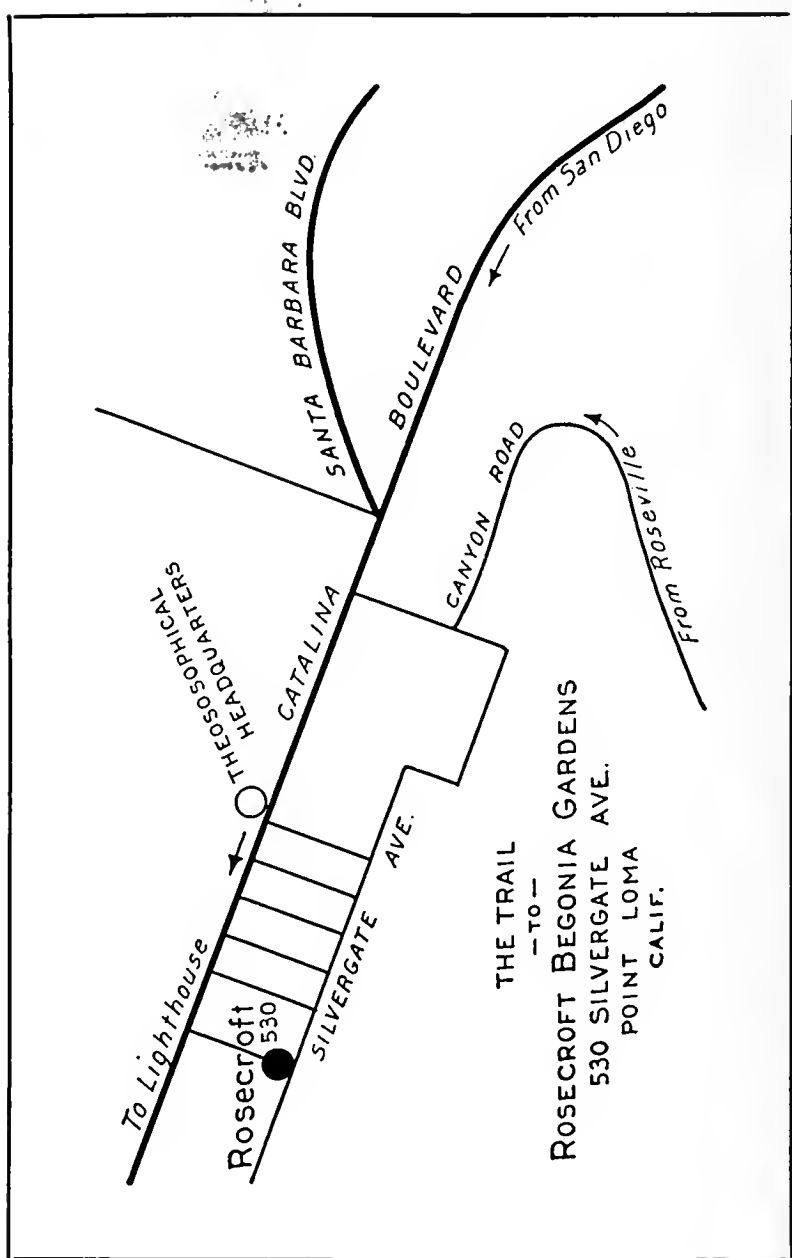 SANTA BARBARA BLVD.
From San Diego
CATALINA BOULEVARD
CANYON ROAD
From Roseville
THEOSOSOPHICAL
HEADQUARTERS
To Lighthouse
Rosecroft
530
SILVERGATE AVE.
THE TRAIL
—TO—
ROSECROFT BEGONIA GARDENS
530 SILVERGATE AVE.
POINT LOMA
CALIF.